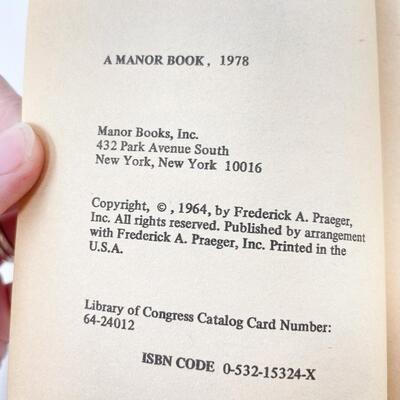 A MANOR BOOK, 1978
Manor Books, Inc.
432 Park Avenue South
New York, New York 10016
Copyright, ©, 1964, by Frederick A. Praeger,
Inc. All rights reserved. Published by arrangement
with Frederick A. Praeger, Inc. Printed in the
U.S.A.
Library of Congress Catalog Card Number:
64-24012
ISBN CODE 0-532-15324-X